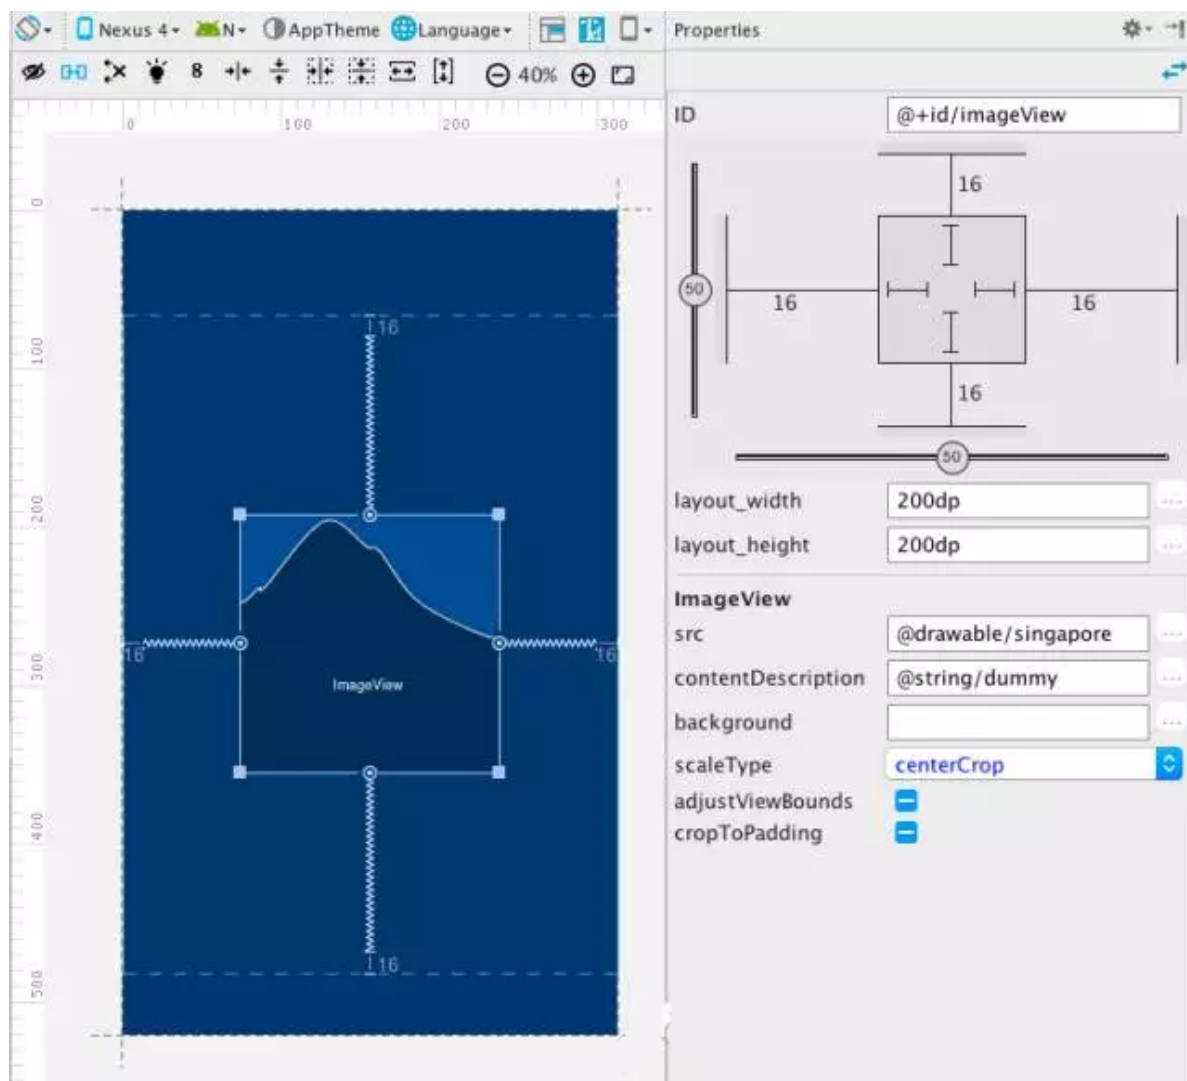 Nexus 4 N AppTheme Language
Properties
8 40%
0 100 200 300
ID @+id/imageView
0
16
16
50
100
16 16
16
50
200
layout_width 200dp
layout_height 200dp
ImageView
src @drawable/singapore
16 16
300
ImageView
contentDescription @string/dummy
background
scaleType centerCrop
adjustViewBounds
400
cropToPadding
16
500